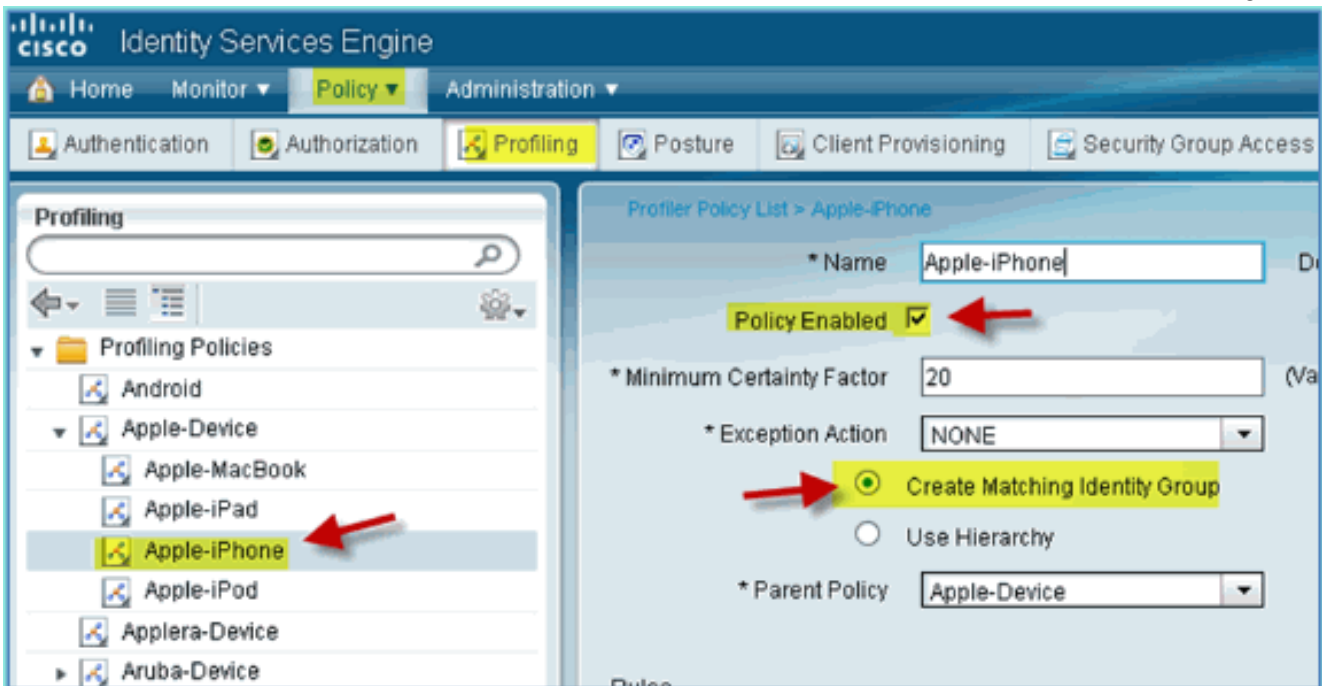 CISCO Identity Services Engine
Home Monitor Policy Administration
Authentication Authorization Profiling Posture Client Provisioning Security Group Access
Profiling
Profiling Policies
Android
Apple-Device
Apple-MacBook
Apple-iPad
Apple-iPhone
Apple-iPod
Applera-Device
Aruba-Device
Profiler Policy List > Apple-iPhone
* Name Apple-iPhone
Policy Enabled
* Minimum Certainty Factor 20 (Va
* Exception Action NONE
Create Matching Identity Group
Use Hierarchy
* Parent Policy Apple-Device